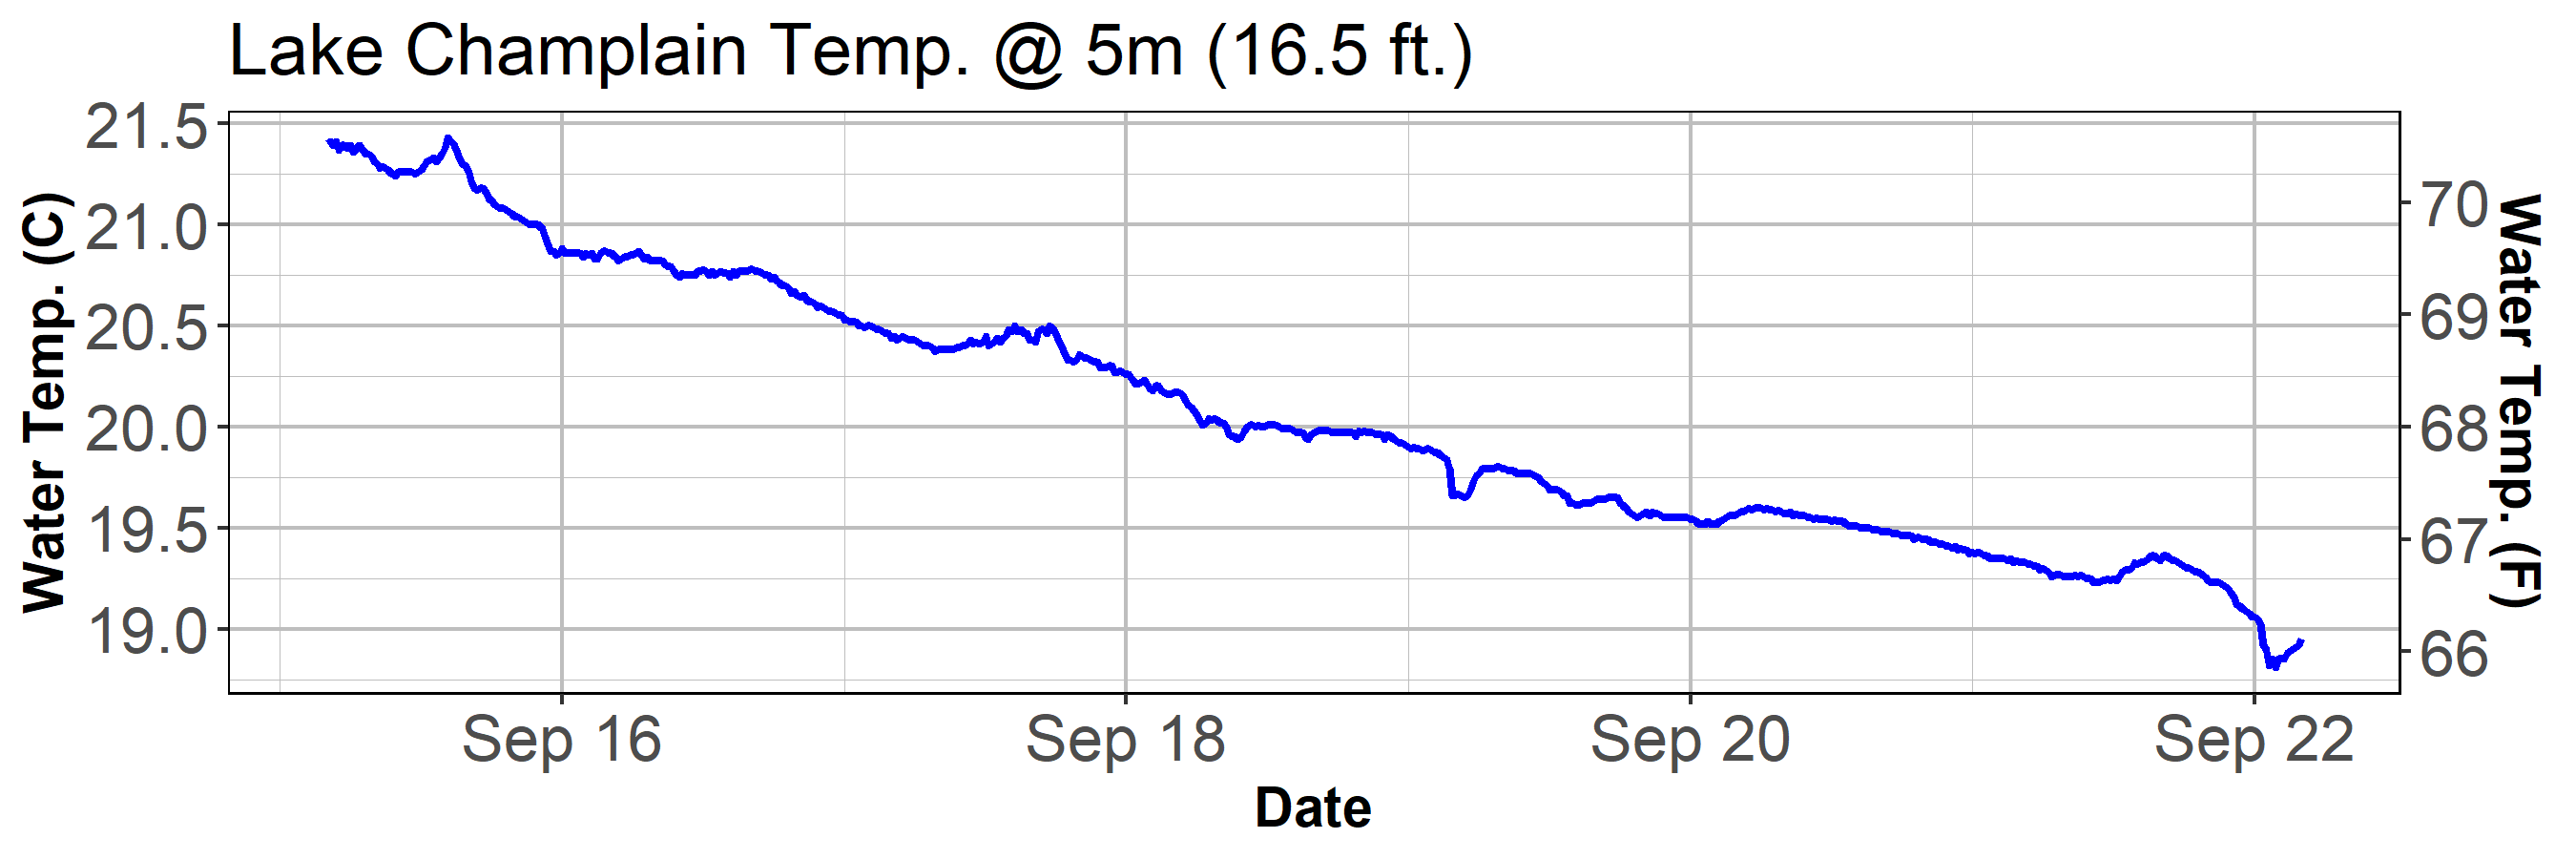 Lake Champlain Temp. @ 5m (16.5 ft.)
Water Temp. (C)
21.5
21.0
20.5
20.0
19.5
19.0
70
69
68
67
66
Water Temp. (F)
Sep 16
Sep 18
Sep 20
Sep 22
Date